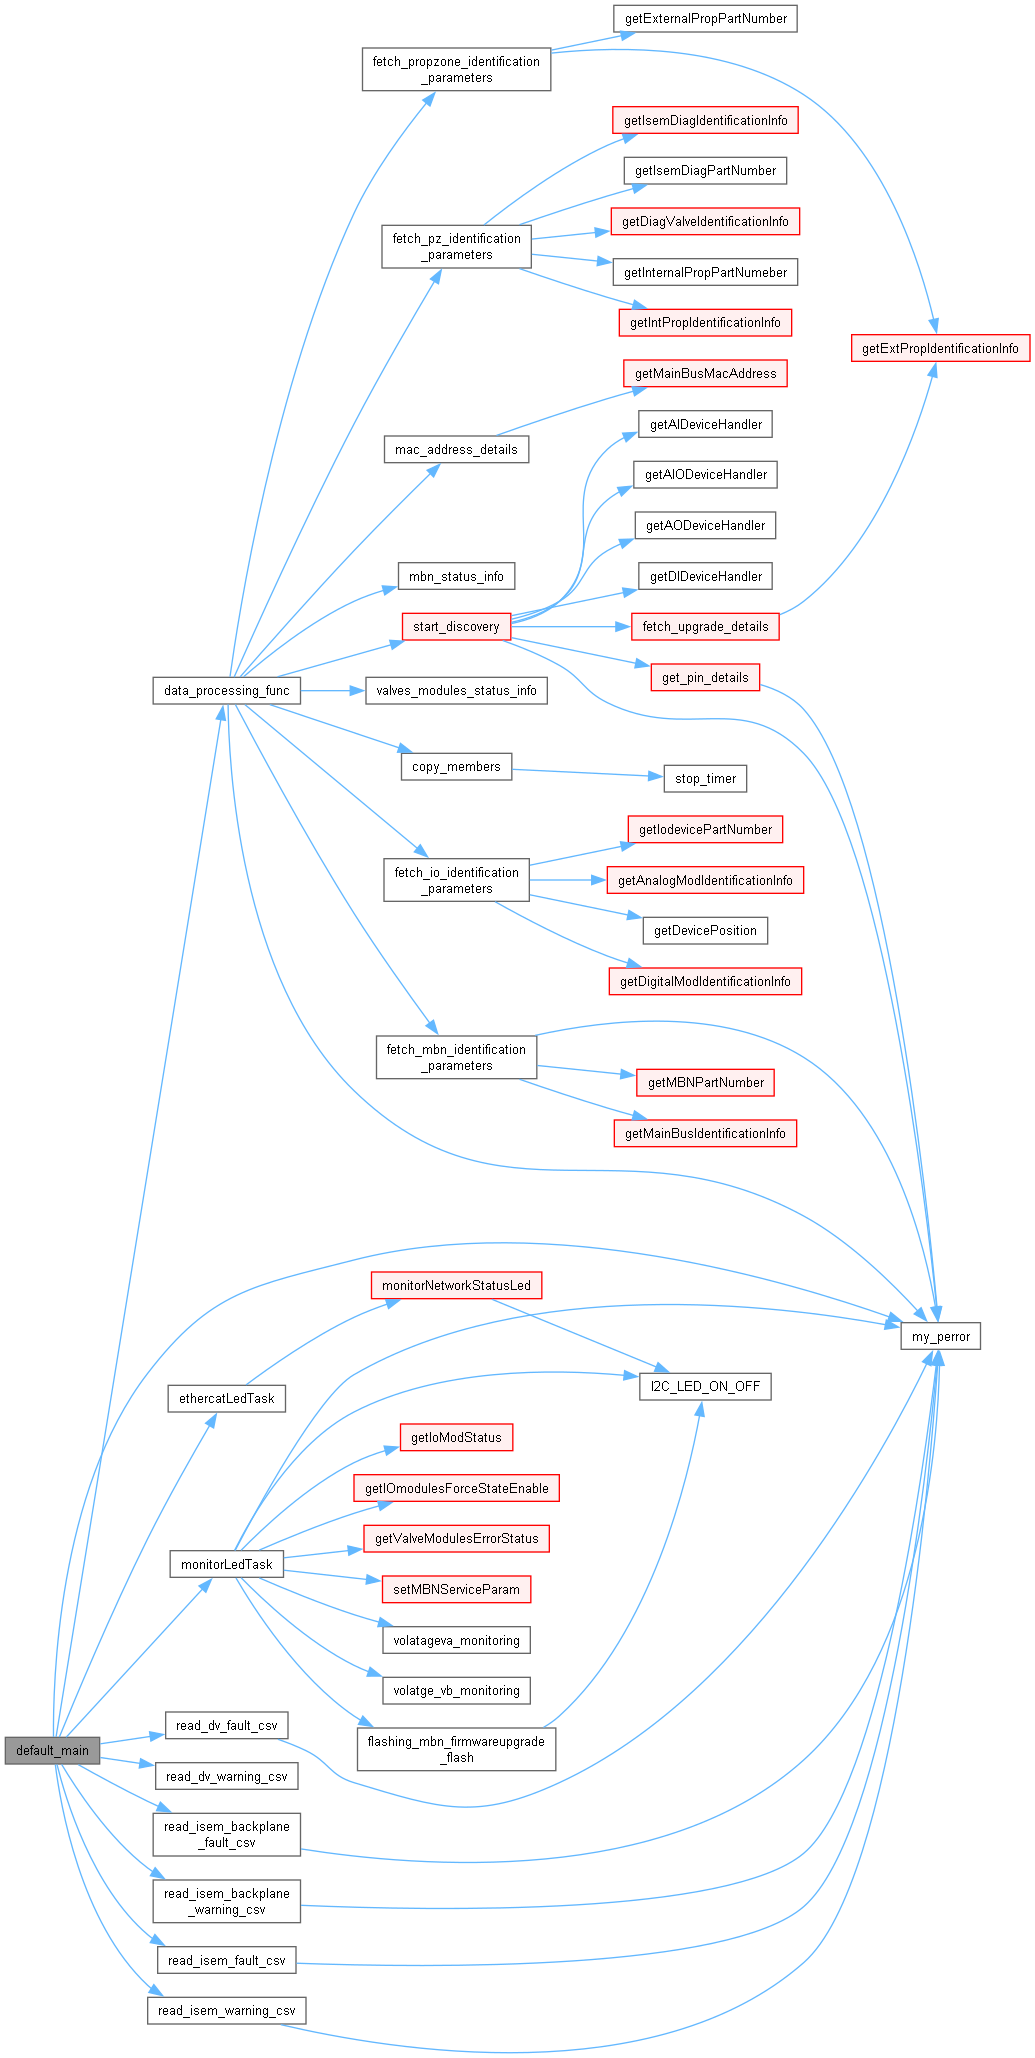 getExternalPropPartNumber
fetch_propzone_identification
_parameters
getIsemDiagIdentificationInfo
getIsemDiagPartNumber
getDiagValveIdentificationInfo
fetch_pz_identification
_parameters
getInternalPropPartNumeber
getIntPropIdentificationInfo
getExtPropIdentificationInfo
getMainBusMacAddress
getAIDeviceHandler
mac_address_details
getAIODeviceHandler
getAODeviceHandler
mbn_status_info
getDIDeviceHandler
start_discovery
fetch_upgrade_details
get_pin_details
data_processing_func
valves_modules_status_info
copy_members
stop_timer
getIodevicePartNumber
fetch_io_identification
_parameters
getAnalogModIdentificationInfo
getDevicePosition
getDigitalModIdentificationInfo
fetch_mbn_identification
_parameters
getMBNPartNumber
getMainBusIdentificationInfo
monitorNetworkStatusLed
my_perror
ethercatLedTask
I2C_LED_ON_OFF
getIoModStatus
getIOmodulesForceStateEnable
getValveModulesErrorStatus
monitorLedTask
setMBNServiceParam
volatageva_monitoring
volatge_vb_monitoring
read_dv_fault_csv
flashing_mbn_firmwareupgrade
_flash
default_main
read_dv_warning_csv
read_isem_backplane
_fault_csv
read_isem_backplane
_warning_csv
read_isem_fault_csv
read_isem_warning_csv